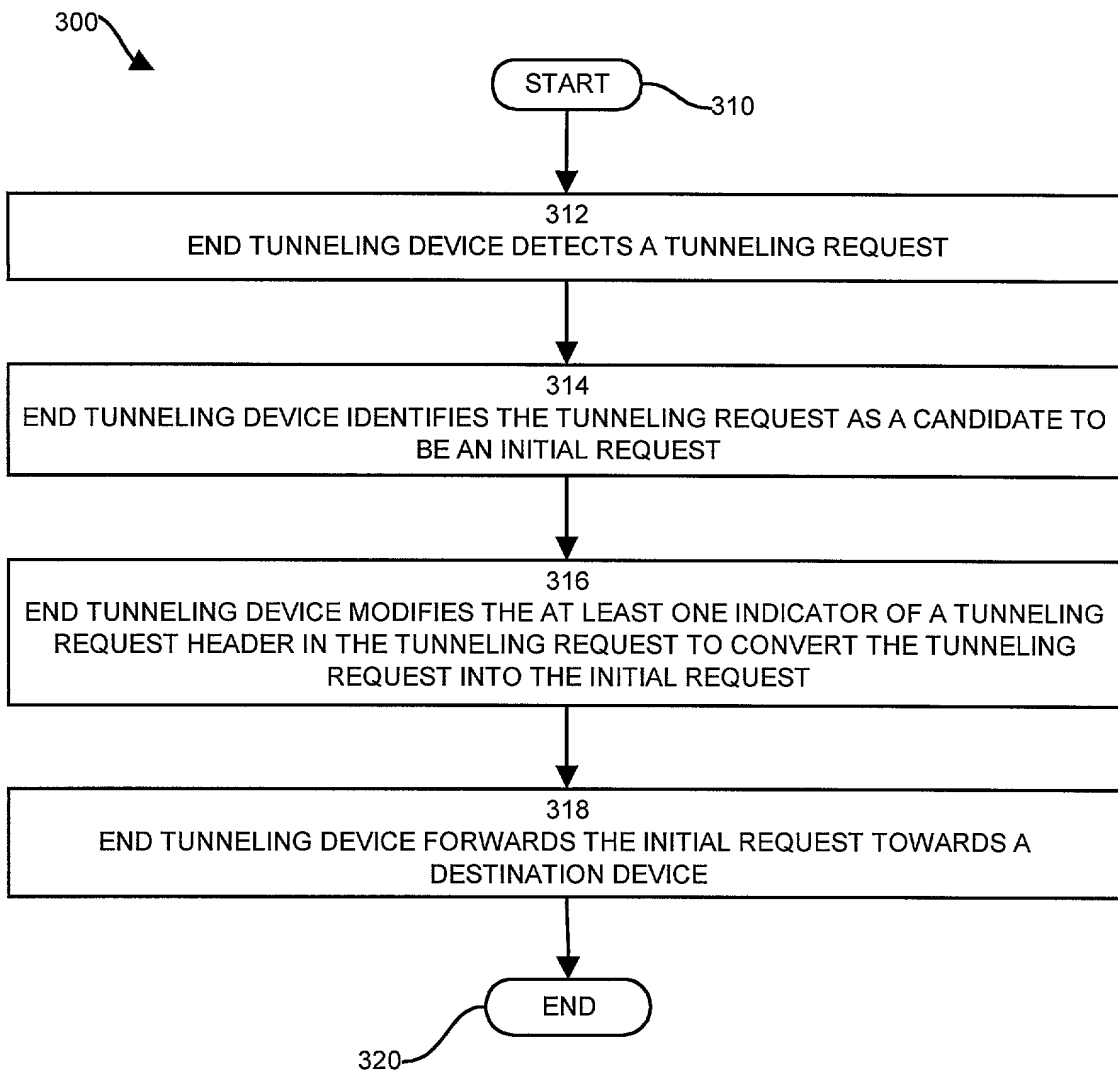 300
START
310
312
END TUNNELING DEVICE DETECTS A TUNNELING REQUEST
314
END TUNNELING DEVICE IDENTIFIES THE TUNNELING REQUEST AS A CANDIDATE TO
BE AN INITIAL REQUEST
316
END TUNNELING DEVICE MODIFIES THE AT LEAST ONE INDICATOR OF A TUNNELING
REQUEST HEADER IN THE TUNNELING REQUEST TO CONVERT THE TUNNELING
REQUEST INTO THE INITIAL REQUEST
318
END TUNNELING DEVICE FORWARDS THE INITIAL REQUEST TOWARDS A
DESTINATION DEVICE
END
320